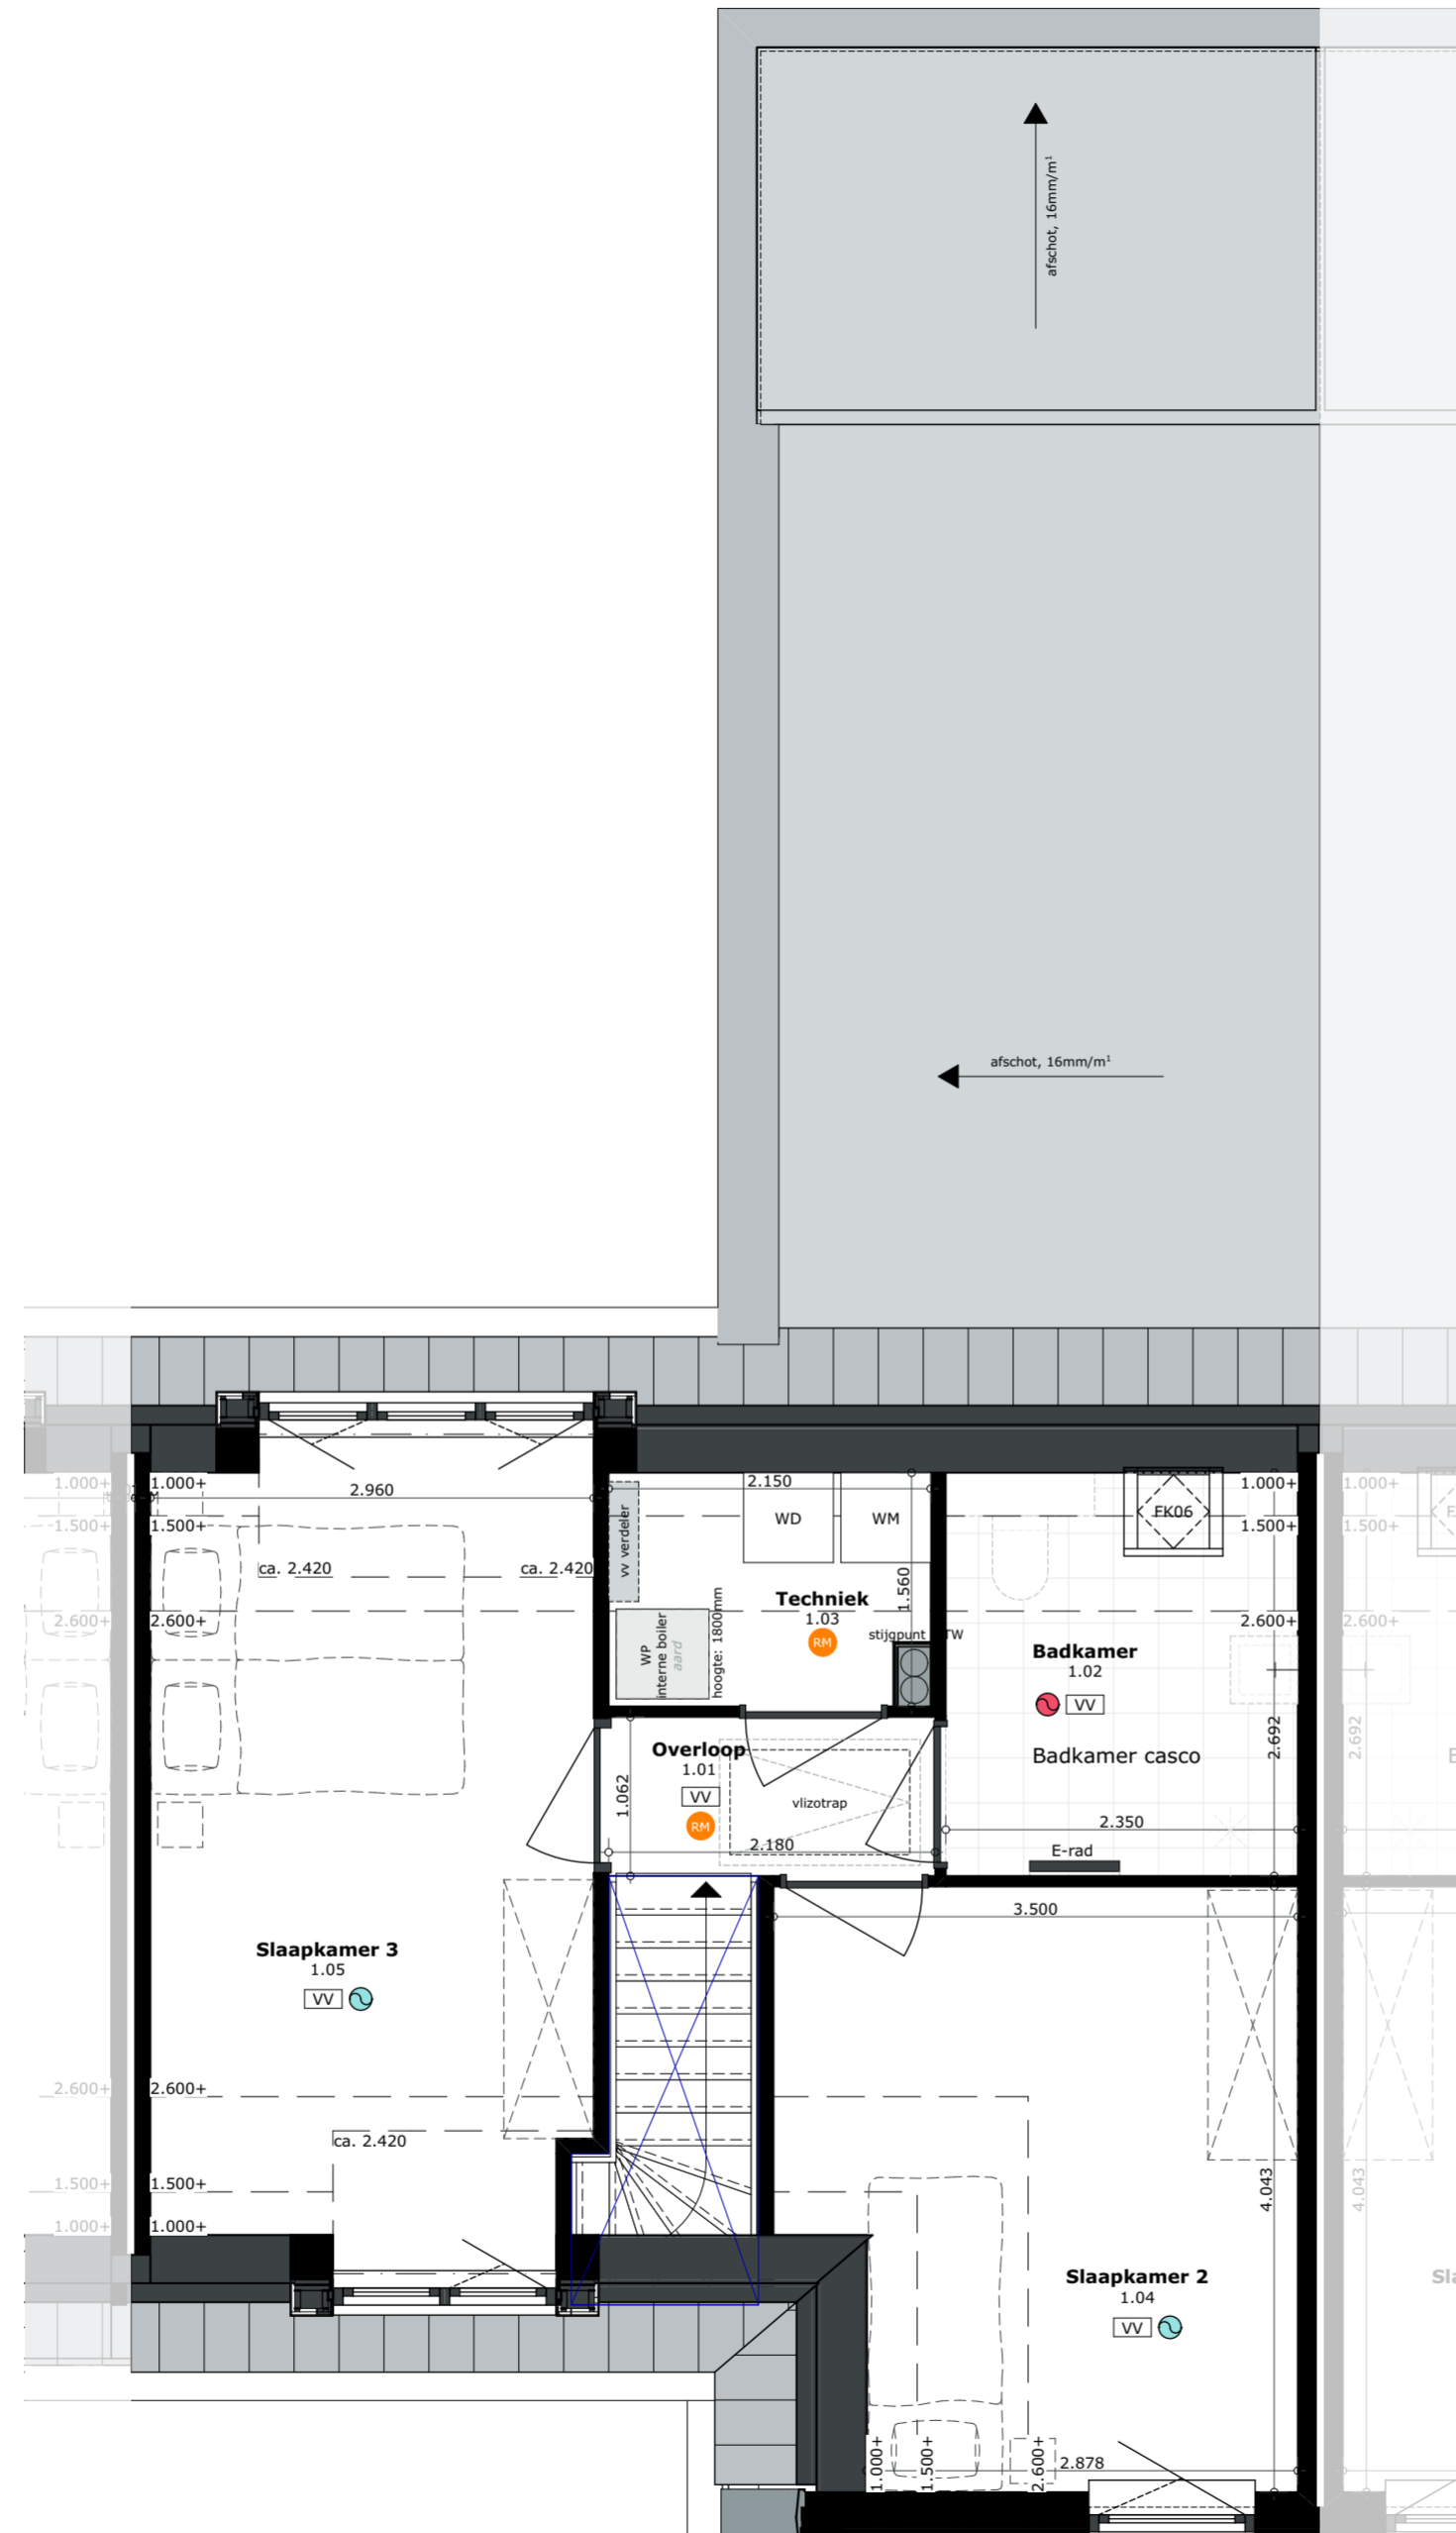 afschot, 16mm/m¹
afschot, 16mm/m¹
1.000+
1.000+
2.960
1.500+
1.500+
ca. 2.420
ca. 2.420
2.600+
2.600+
vv verdeler
2.150
WD
WM
1.560
Techniek
1.03
RM
WP
interne boiler
aard
hoogte: 1800mm
stijgpunt
TW
FK06
1.000+
1.000+
1.500+
1.500+
2.600+
2.600+
Badkamer
1.02
VV
Badkamer casco
2.692
2.692
2.350
E-rad
Overloop
1.01
VV
RM
1.062
vlizotrap
2.180
3.500
Slaapkamer 3
1.05
VV
2.600+
2.600+
ca. 2.420
1.500+
1.500+
1.000+
1.000+
4.043
4.043
Slaapkamer 2
1.04
VV
1.000+
1.500+
2.600+
2.878